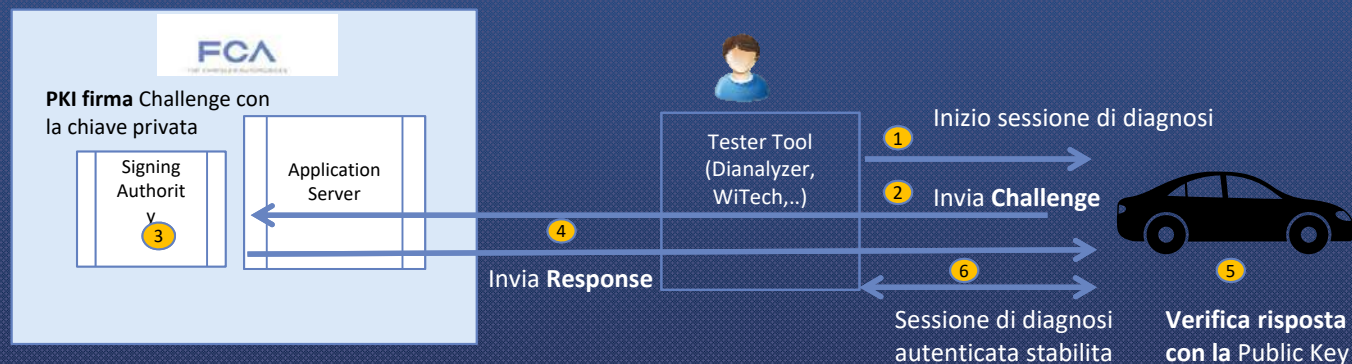 FCA
PKI firma Challenge con
la chiave privata
Signing
Authorit
y
3
Application
Server
Tester Tool
(Dianalyzer,
WiTech,..)
1
Inizio sessione di diagnosi
2
Invia Challenge
4
Invia Response
6
5
Sessione di diagnosi
autenticata stabilita
Verifica risposta
con la Public Key